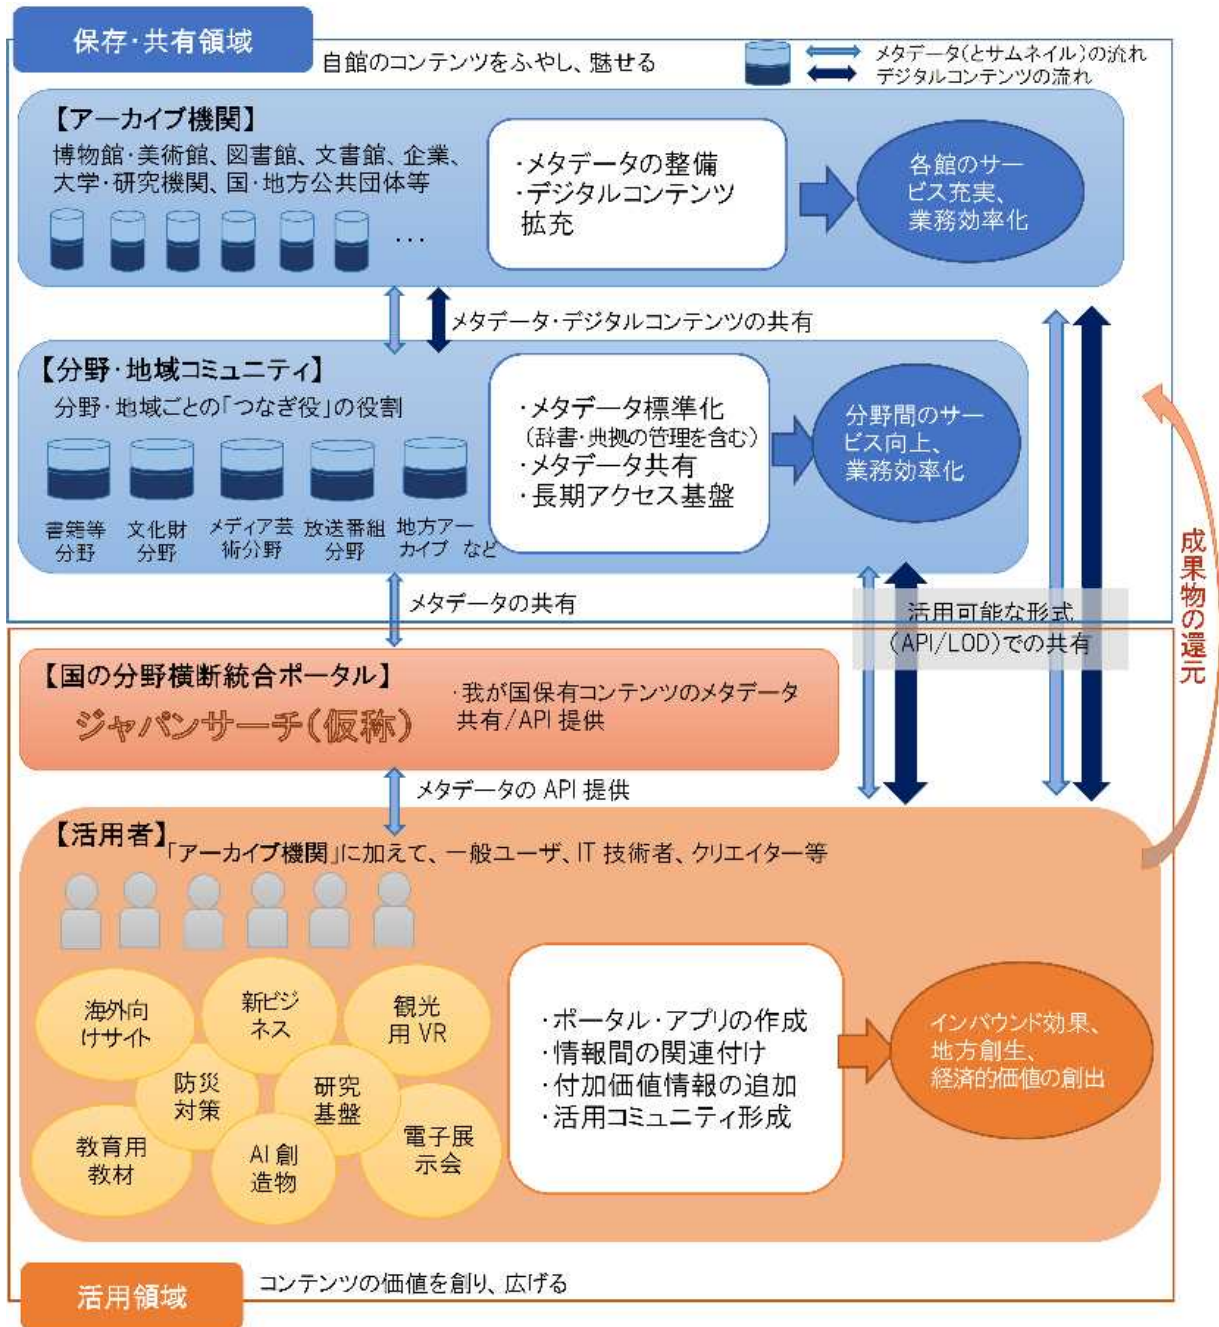 保存・共有領域
自館のコンテンツをふやし、魅せる
メタデータ(とサムネイル)の流れ
デジタルコンテンツの流れ
【アーカイブ機関】
博物館・美術館、図書館、文書館、企業、
大学・研究機関、国・地方公共団体等
…
・メタデータの整備
・デジタルコンテンツ
拡充
各館のサー
ビス充実、
業務効率化
メタデータ・デジタルコンテンツの共有
【分野・地域コミュニティ】
分野・地域ごとの「つなぎ役」の役割
書籍等
分野
文化財
分野
メディア芸
術分野
放送番組
分野
地方アー
カイブ
など
・メタデータ標準化
(辞書・典拠の管理を含む)
・メタデータ共有
・長期アクセス基盤
分野間のサー
ビス向上、
業務効率化
メタデータの共有
活用可能な形式
(API/LOD)での共有
成果物の還元
【国の分野横断統合ポータル】
ジャパンサーチ(仮称)
・我が国保有コンテンツのメタデータ
共有/API 提供
メタデータの API 提供
【活用者】
「アーカイブ機関」に加えて、一般ユーザ、IT 技術者、クリエイター等
海外向
けサイト
新ビジ
ネス
観光
用 VR
防災
対策
研究
基盤
教育用
教材
AI 創
造物
電子展
示会
・ポータル・アプリの作成
・情報間の関連付け
・付加価値情報の追加
・活用コミュニティ形成
インバウンド効果、
地方創生、
経済的価値の創出
活用領域
コンテンツの価値を創り、広げる